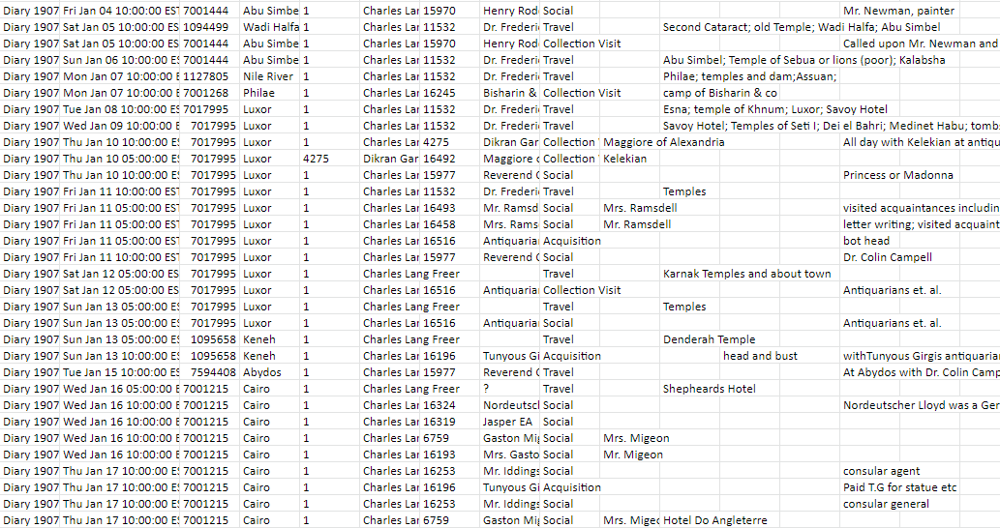 Diary 1907 Fri Jan 04 10:00:00 EST 7001444 Abu Simbe 1 Charles Lar 15970 Henry Rod Social Mr. Newman, painter
Diary 1907 Sat Jan 05 10:00:00 ES 1094499 Wadi Halfa 1 Charles Lar 11532 Dr. Frederi Travel Second Cataract; old Temple; Wadi Halfa; Abu Simbel
Diary 1907 Sat Jan 05 10:00:00 ES 7001444 Abu Simbe 1 Charles Lar 15970 Henry Rod Collection Visit Called upon Mr. Newman and
Diary 1907 Sun Jan 06 10:00:00 E 7001444 Abu Simbe 1 Charles Lar 11532 Dr. Frederi Travel Abu Simbel; Temple of Sebua or lions (poor); Kalabsha
Diary 1907 Mon Jan 07 10:00:00 E 1127805 Nile River 1 Charles Lar 11532 Dr. Frederi Travel Philae; temples and dam;Assuan;
Diary 1907 Mon Jan 07 10:00:00 E 7001268 Philae 1 Charles Lar 16245 Bisharin & Collection Visit camp of Bisharin & co
Diary 1907 Tue Jan 08 10:00:00 E 7017995 Luxor 1 Charles Lar 11532 Dr. Frederi Travel Esna; temple of Khnum; Luxor; Savoy Hotel
Diary 1907 Wed Jan 09 10:00:00 E 7017995 Luxor 1 Charles Lar 11532 Dr. Frederi Travel Savoy Hotel; Temples of Seti I; Dei el Bahri; Medinet Habu; tomb
Diary 1907 Thu Jan 10 10:00:00 E 7017995 Luxor 1 Charles Lar 4275 Dikran Gar Collection Maggiore of Alexandria All day with Kelekian at antiqu
Diary 1907 Thu Jan 10 05:00:00 E 7017995 Luxor 4275 Dikran Gar 16492 Maggiore c Collection Kelekian
Diary 1907 Thu Jan 10 10:00:00 E 7017995 Luxor 1 Charles Lar 15977 Reverend C Social Princess or Madonna
Diary 1907 Fri Jan 11 10:00:00 EST 7017995 Luxor 1 Charles Lar 11532 Dr. Frederi Travel Temples
Diary 1907 Fri Jan 11 05:00:00 EST 7017995 Luxor 1 Charles Lar 16493 Mr. Ramsd Social Mrs. Ramsdell visited acquaintances includin
Diary 1907 Fri Jan 11 05:00:00 EST 7017995 Luxor 1 Charles Lar 16458 Mrs. Rams Social Mr. Ramsdell letter writing; visited acquaint
Diary 1907 Fri Jan 11 05:00:00 EST 7017995 Luxor 1 Charles Lar 16516 Antiquaria Acquisition bot head
Diary 1907 Fri Jan 11 10:00:00 EST 7017995 Luxor 1 Charles Lar 15977 Reverend C Social Dr. Colin Campell
Diary 1907 Sat Jan 12 05:00:00 ES 7017995 Luxor 1 Charles Lang Freer Travel Karnak Temples and about town
Diary 1907 Sat Jan 12 05:00:00 ES 7017995 Luxor 1 Charles Lar 16516 Antiquaria Collection Visit Antiquarians et. al.
Diary 1907 Sun Jan 13 05:00:00 E 7017995 Luxor 1 Charles Lang Freer Travel Temples
Diary 1907 Sun Jan 13 05:00:00 E 7017995 Luxor 1 Charles Lar 16516 Antiquaria Social Antiquarians et. al.
Diary 1907 Sun Jan 13 05:00:00 E 1095658 Keneh 1 Charles Lang Freer Travel Denderah Temple
Diary 1907 Sun Jan 13 10:00:00 E 1095658 Keneh 1 Charles Lar 16196 Tunyous Gi Acquisition head and bust withTunyous Girgis antiquaria
Diary 1907 Tue Jan 15 10:00:00 E 7594408 Abydos 1 Charles Lar 15977 Reverend C Travel At Abydos with Dr. Colin Camp
Diary 1907 Wed Jan 16 05:00:00 E 7001215 Cairo 1 Charles Lang Freer ? Travel Shepheards Hotel
Diary 1907 Wed Jan 16 10:00:00 E 7001215 Cairo 1 Charles Lar 16324 Nordeutscl Social Nordeutscher Lloyd was a Ger
Diary 1907 Wed Jan 16 10:00:00 E 7001215 Cairo 1 Charles Lar 16319 Jasper EA Social
Diary 1907 Wed Jan 16 10:00:00 E 7001215 Cairo 1 Charles Lar 6759 Gaston Mig Social Mrs. Migeon
Diary 1907 Wed Jan 16 10:00:00 E 7001215 Cairo 1 Charles Lar 16193 Mrs. Gasto Social Mr. Migeon
Diary 1907 Thu Jan 17 10:00:00 E 7001215 Cairo 1 Charles Lar 16253 Mr. Iddings Social consular agent
Diary 1907 Thu Jan 17 10:00:00 E 7001215 Cairo 1 Charles Lar 16196 Tunyous Gi Acquisition Paid T.G for statue etc
Diary 1907 Thu Jan 17 10:00:00 E 7001215 Cairo 1 Charles Lar 16253 Mr. Iddings Social consular general
Diary 1907 Thu Jan 17 10:00:00 E 7001215 Cairo 1 Charles Lar 6759 Gaston Mig Social Mrs. Migec Hotel Do Angleterre